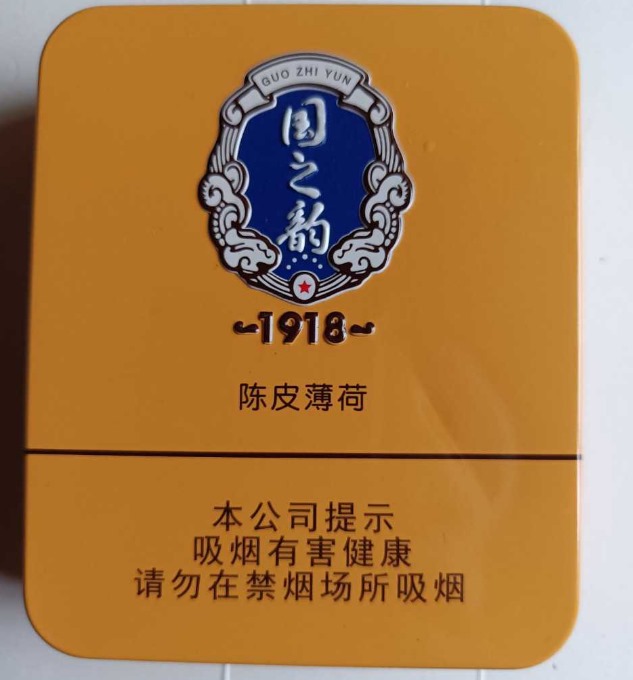 GUO ZHI YUN
国之韵
1918
陈皮薄荷
本公司提示
吸烟有害健康
请勿在禁烟场所吸烟